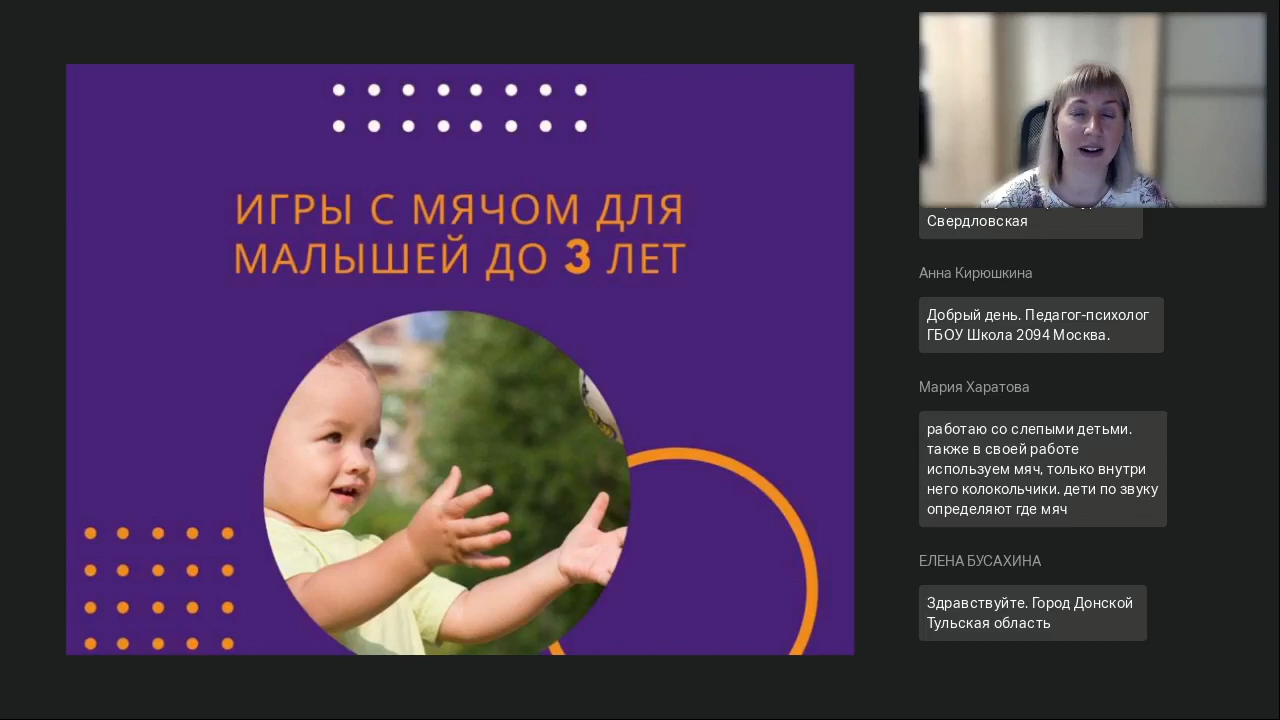 ИГРЫ С МЯЧОМ ДЛЯ
МАЛЫШЕЙ ДО 3 ЛЕТ
Свердловская
Анна Кирюшкина
Добрый день. Педагог-психолог
ГБОУ Школа 2094 Москва.
Мария Харатова
работаю со слепыми детьми.
также в своей работе
используем мяч, только внутри
него колокольчики. дети по звуку
определяют где мяч
ЕЛЕНА БУСАХИНА
Здравствуйте. Город Донской
Тульская область